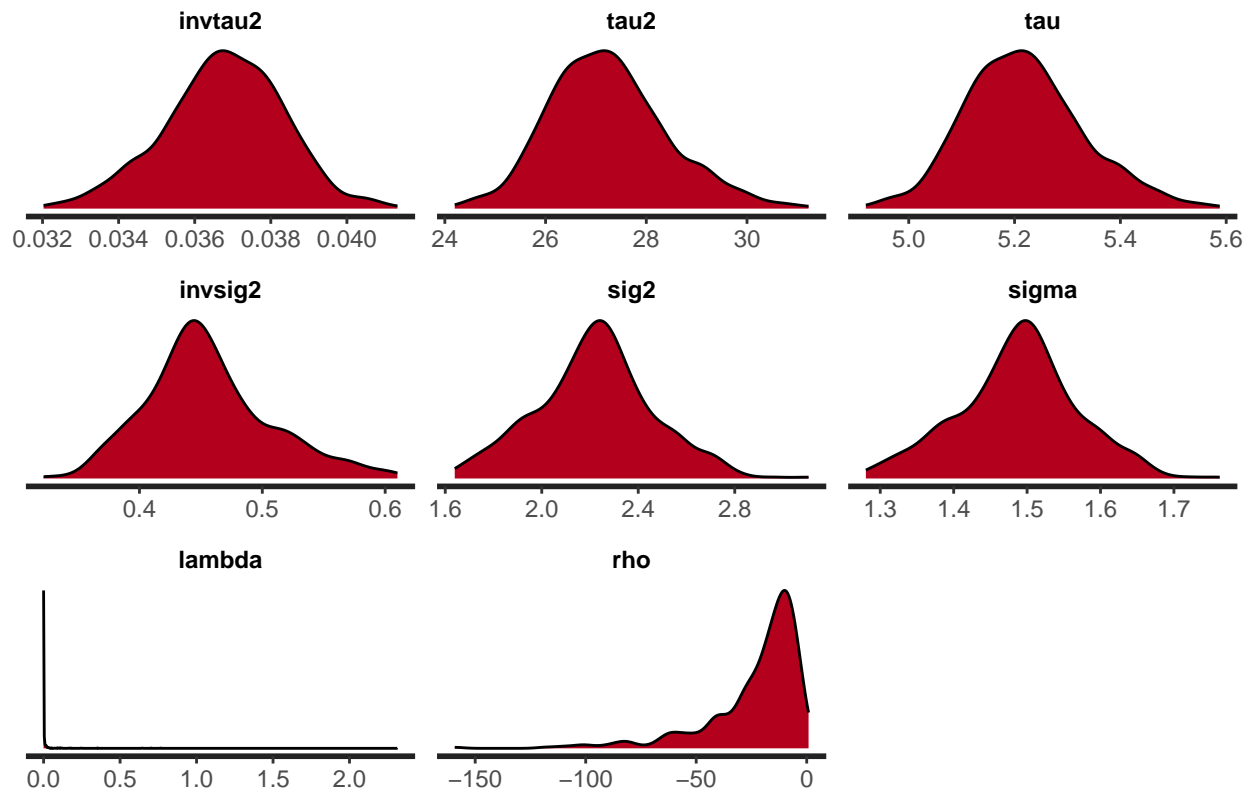 invtau2 tau2 tau
0.032 0.034 0.036 0.038 0.040 24 26 28 30 5.0 5.2 5.4 5.6
invsig2 sig2 sigma
0.4 0.5 0.6 1.6 2.0 2.4 2.8 1.3 1.4 1.5 1.6 1.7
lambda rho
0.0 0.5 1.0 1.5 2.0 −150 −100 −50 0